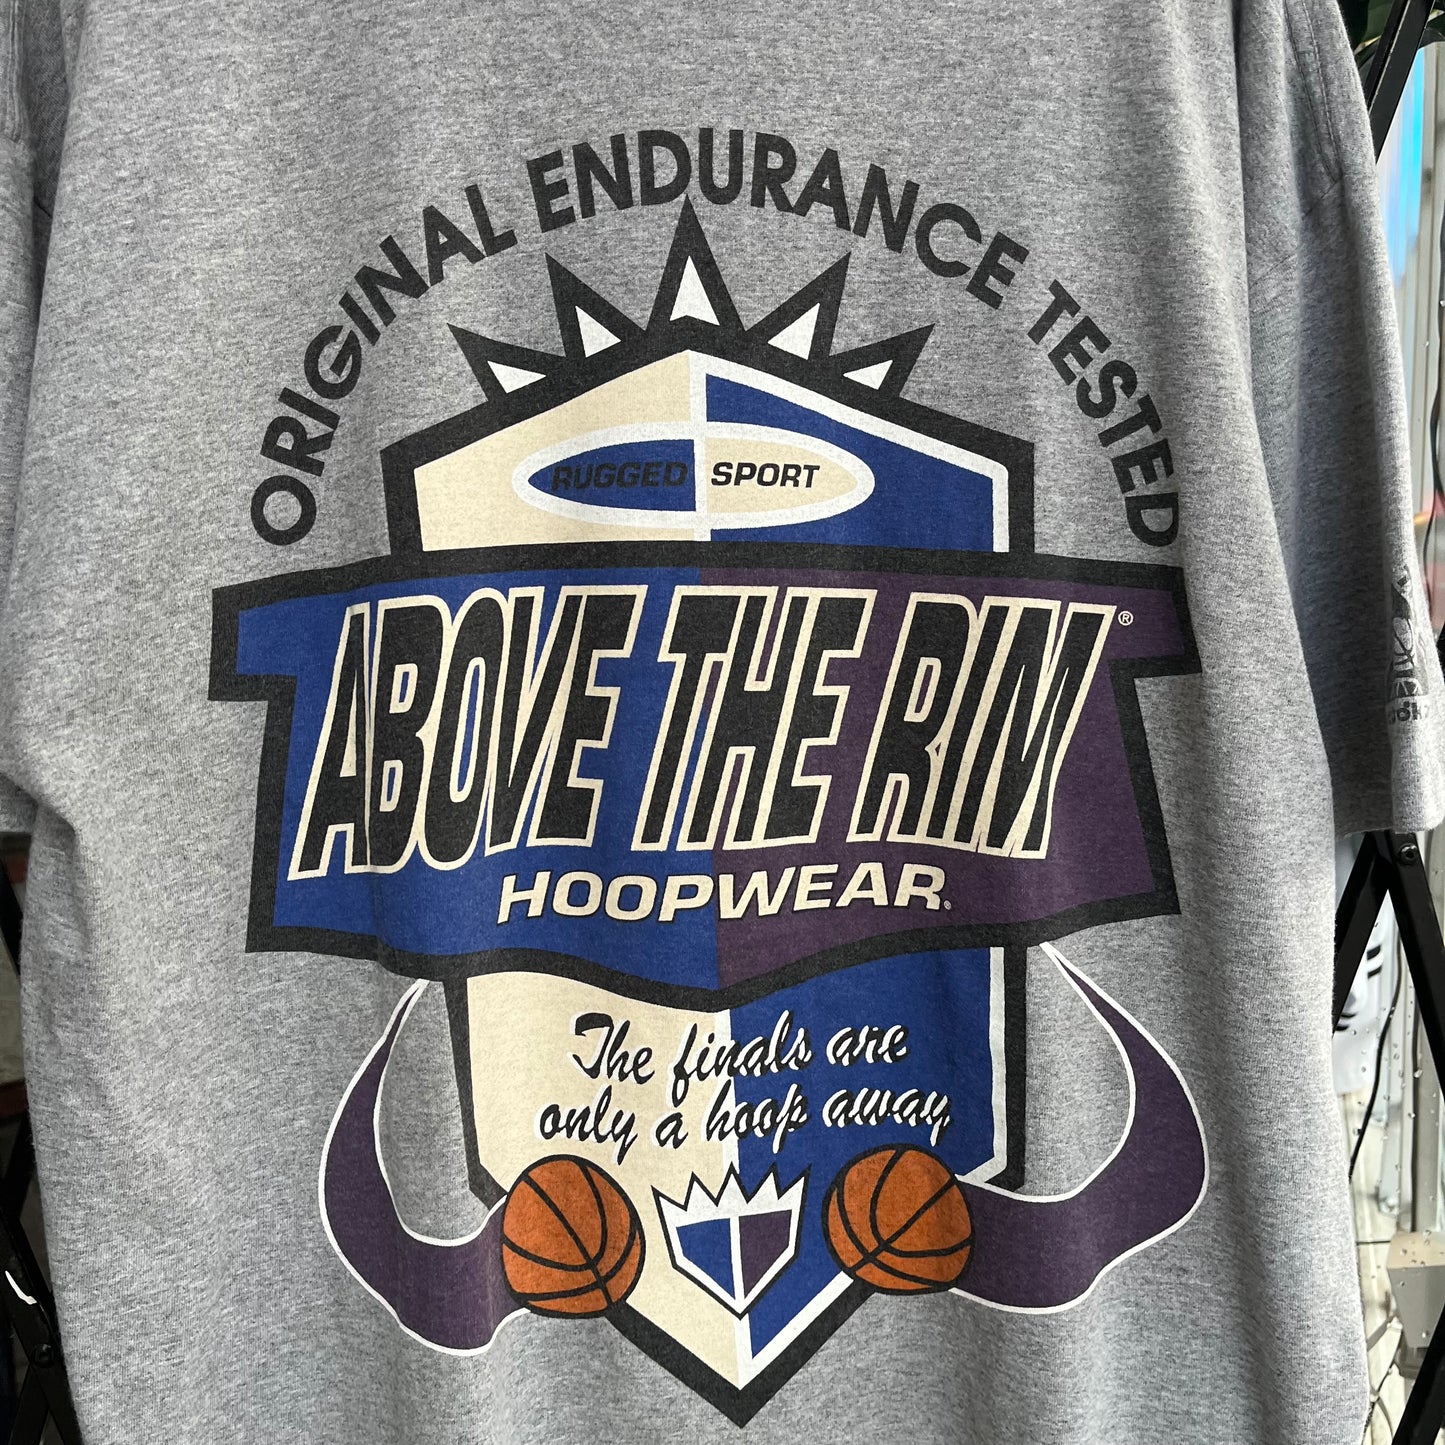 ORIGINAL ENDURANCE TESTED
RUGGED SPORT
ABOVE THE RIM®
HOOPWEAR®
The finals are
only a hoop away